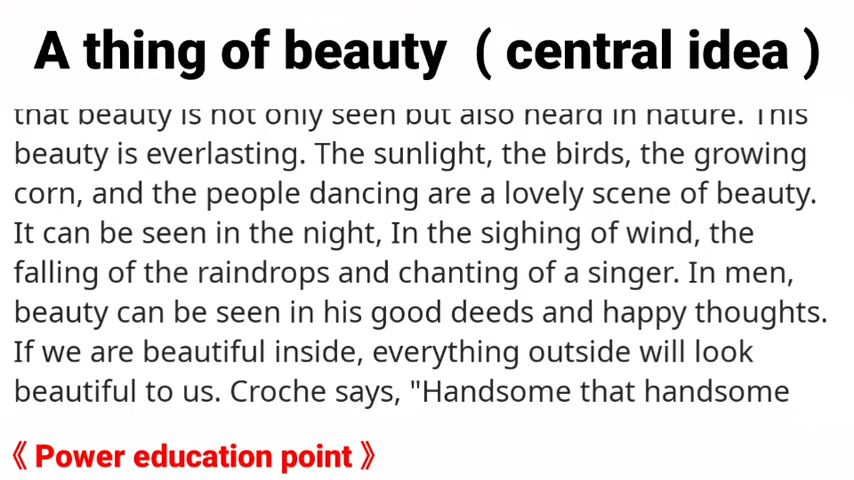 A thing of beauty ( central idea )
that beauty is not only seen but also heard in nature. This
beauty is everlasting. The sunlight, the birds, the growing
corn, and the people dancing are a lovely scene of beauty.
It can be seen in the night, In the sighing of wind, the
falling of the raindrops and chanting of a singer. In men,
beauty can be seen in his good deeds and happy thoughts.
If we are beautiful inside, everything outside will look
beautiful to us. Croche says, "Handsome that handsome
《 Power education point 》